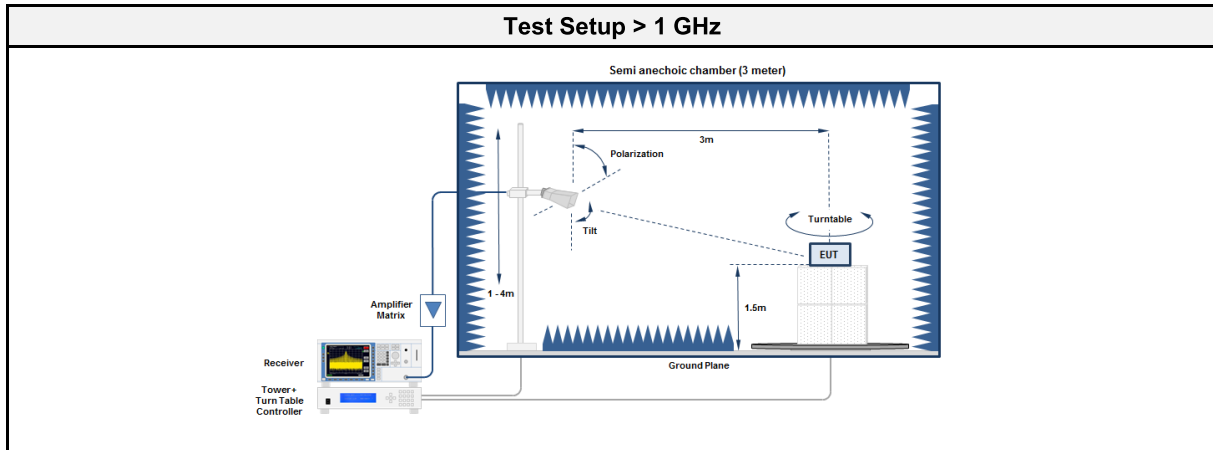 Test Setup > 1 GHz
Semi anechoic chamber (3 meter)
3m
Polarization
Tilt
Turntable
EUT
1 - 4m
1.5m
Amplifier
Matrix
Receiver
Ground Plane
Tower+
Turn Table
Controller